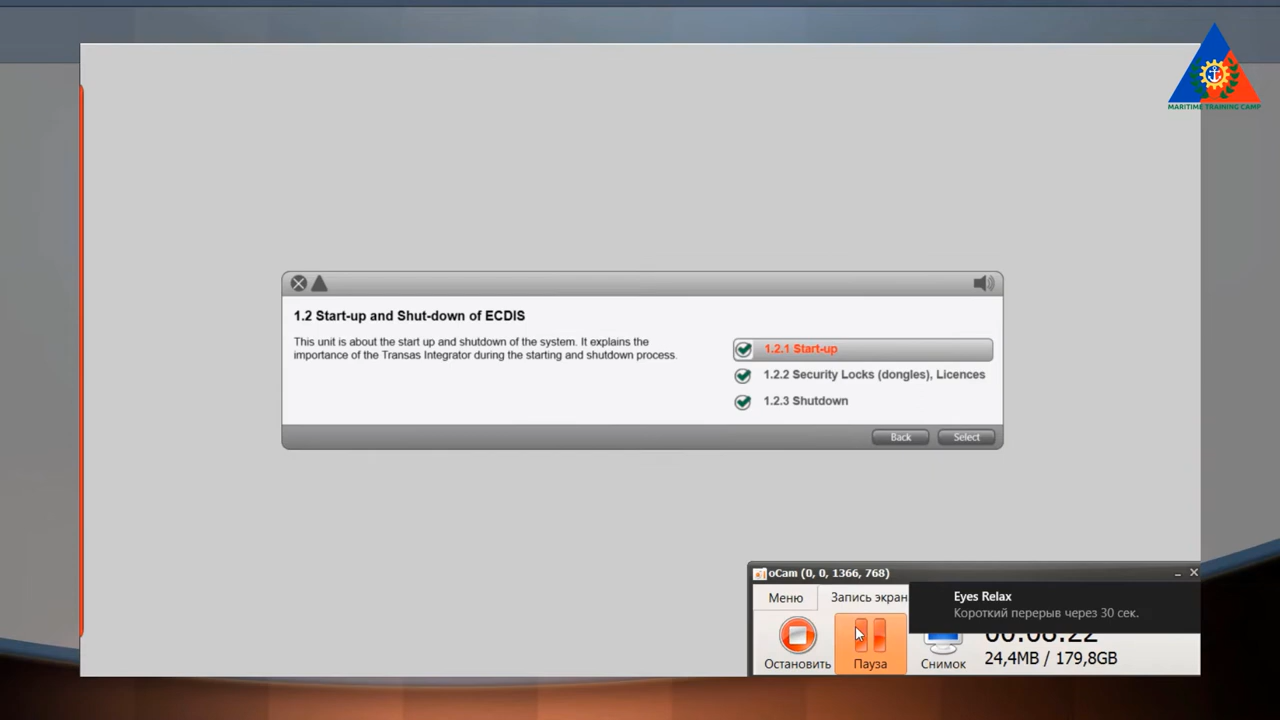 MARITIME TRAINING CAMP
1.2 Start-up and Shut-down of ECDIS
This unit is about the start up and shutdown of the system. It explains the
importance of the Transas Integrator during the starting and shutdown process.
1.2.1 Start-up
1.2.2 Security Locks (dongles), Licences
1.2.3 Shutdown
Back
Select
oCam (0, 0, 1366, 768)
Меню
Запись экран
Eyes Relax
Короткий перерыв через 30 сек.
Остановить
Пауза
Снимок
24,4MB / 179,8GB